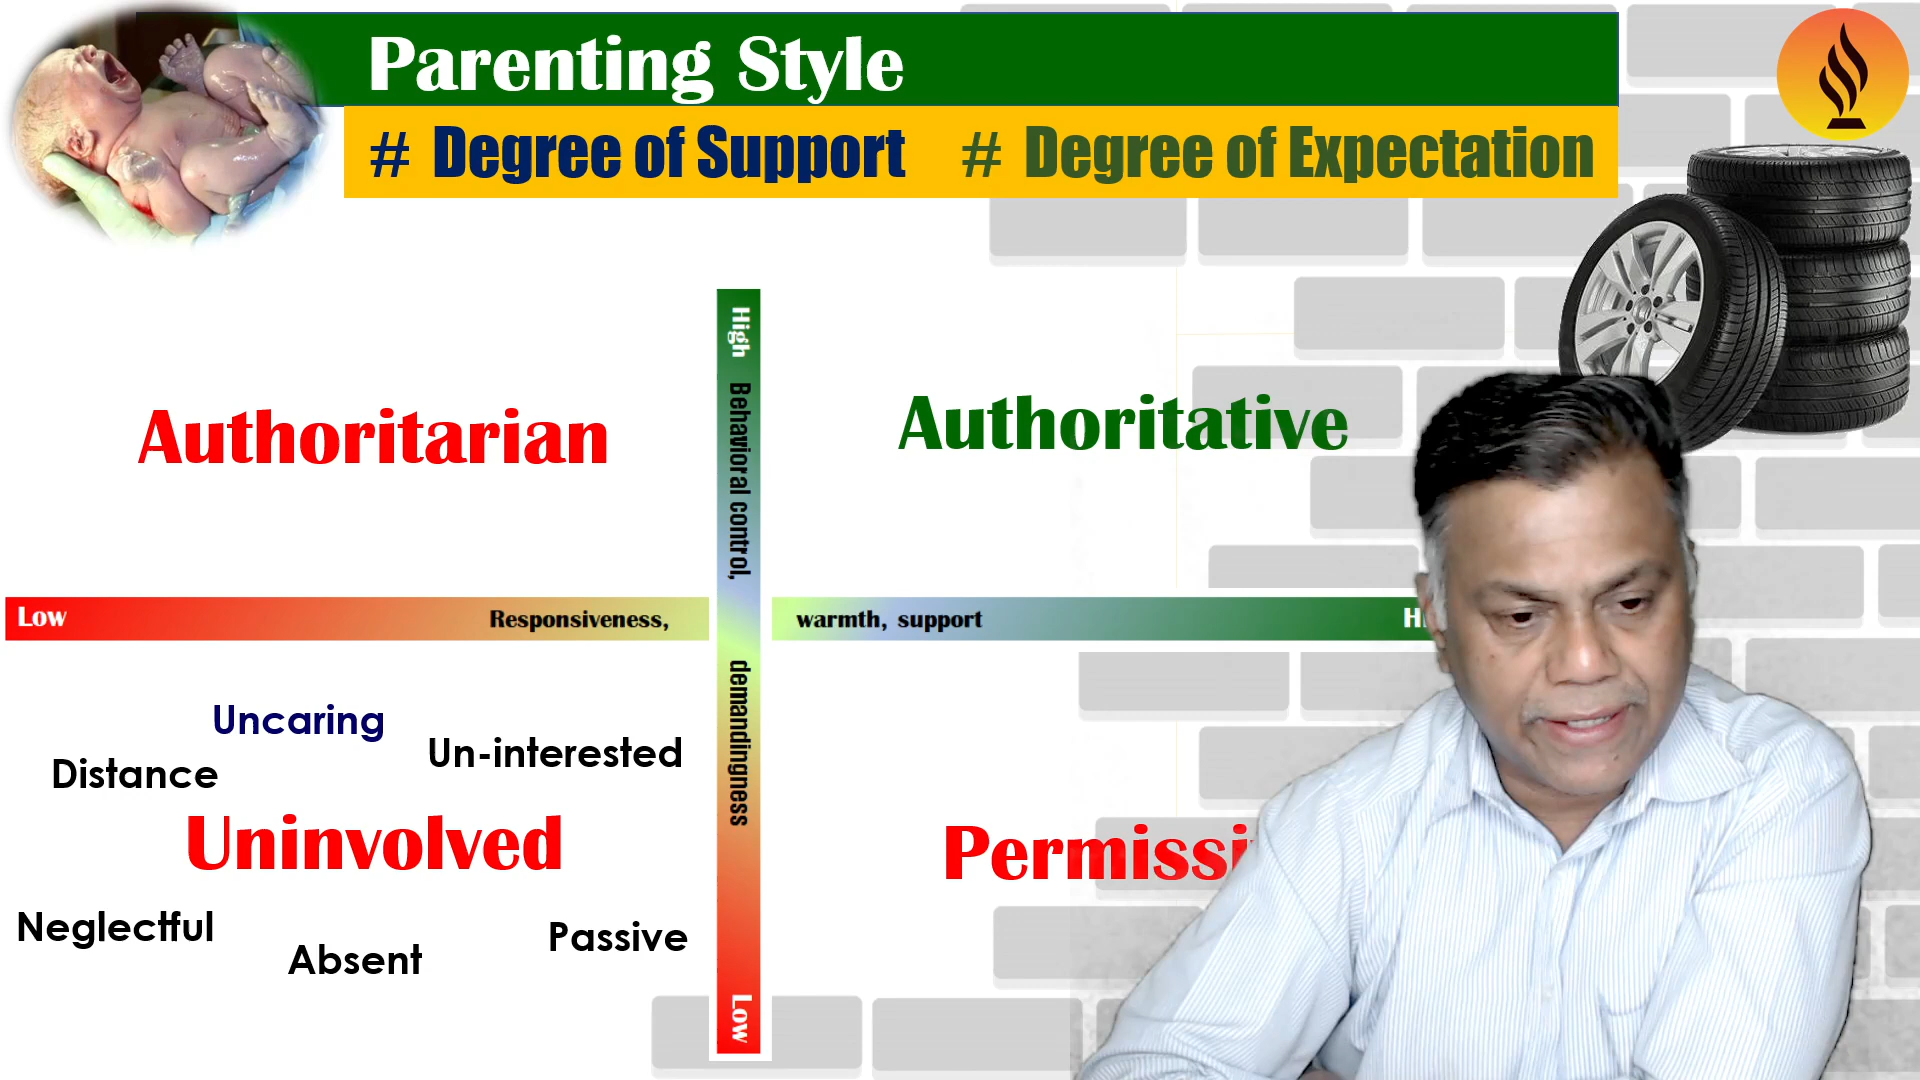 Parenting Style
# Degree of Support # Degree of Expectation
High
Behavioral control,
demandingness
Low
Authoritarian
Authoritative
Low
Responsiveness,
warmth, support
Uncaring
Un-interested
Distance
Uninvolved
Neglectful
Absent
Passive